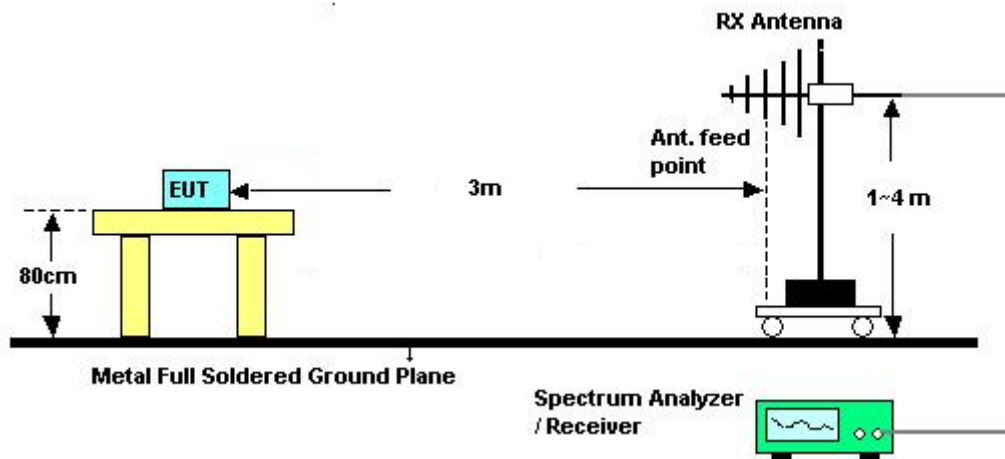 RX Antenna
Ant. feed
point
EUT
3m
1~4 m
80cm
Metal Full Soldered Ground Plane
Spectrum Analyzer
/ Receiver